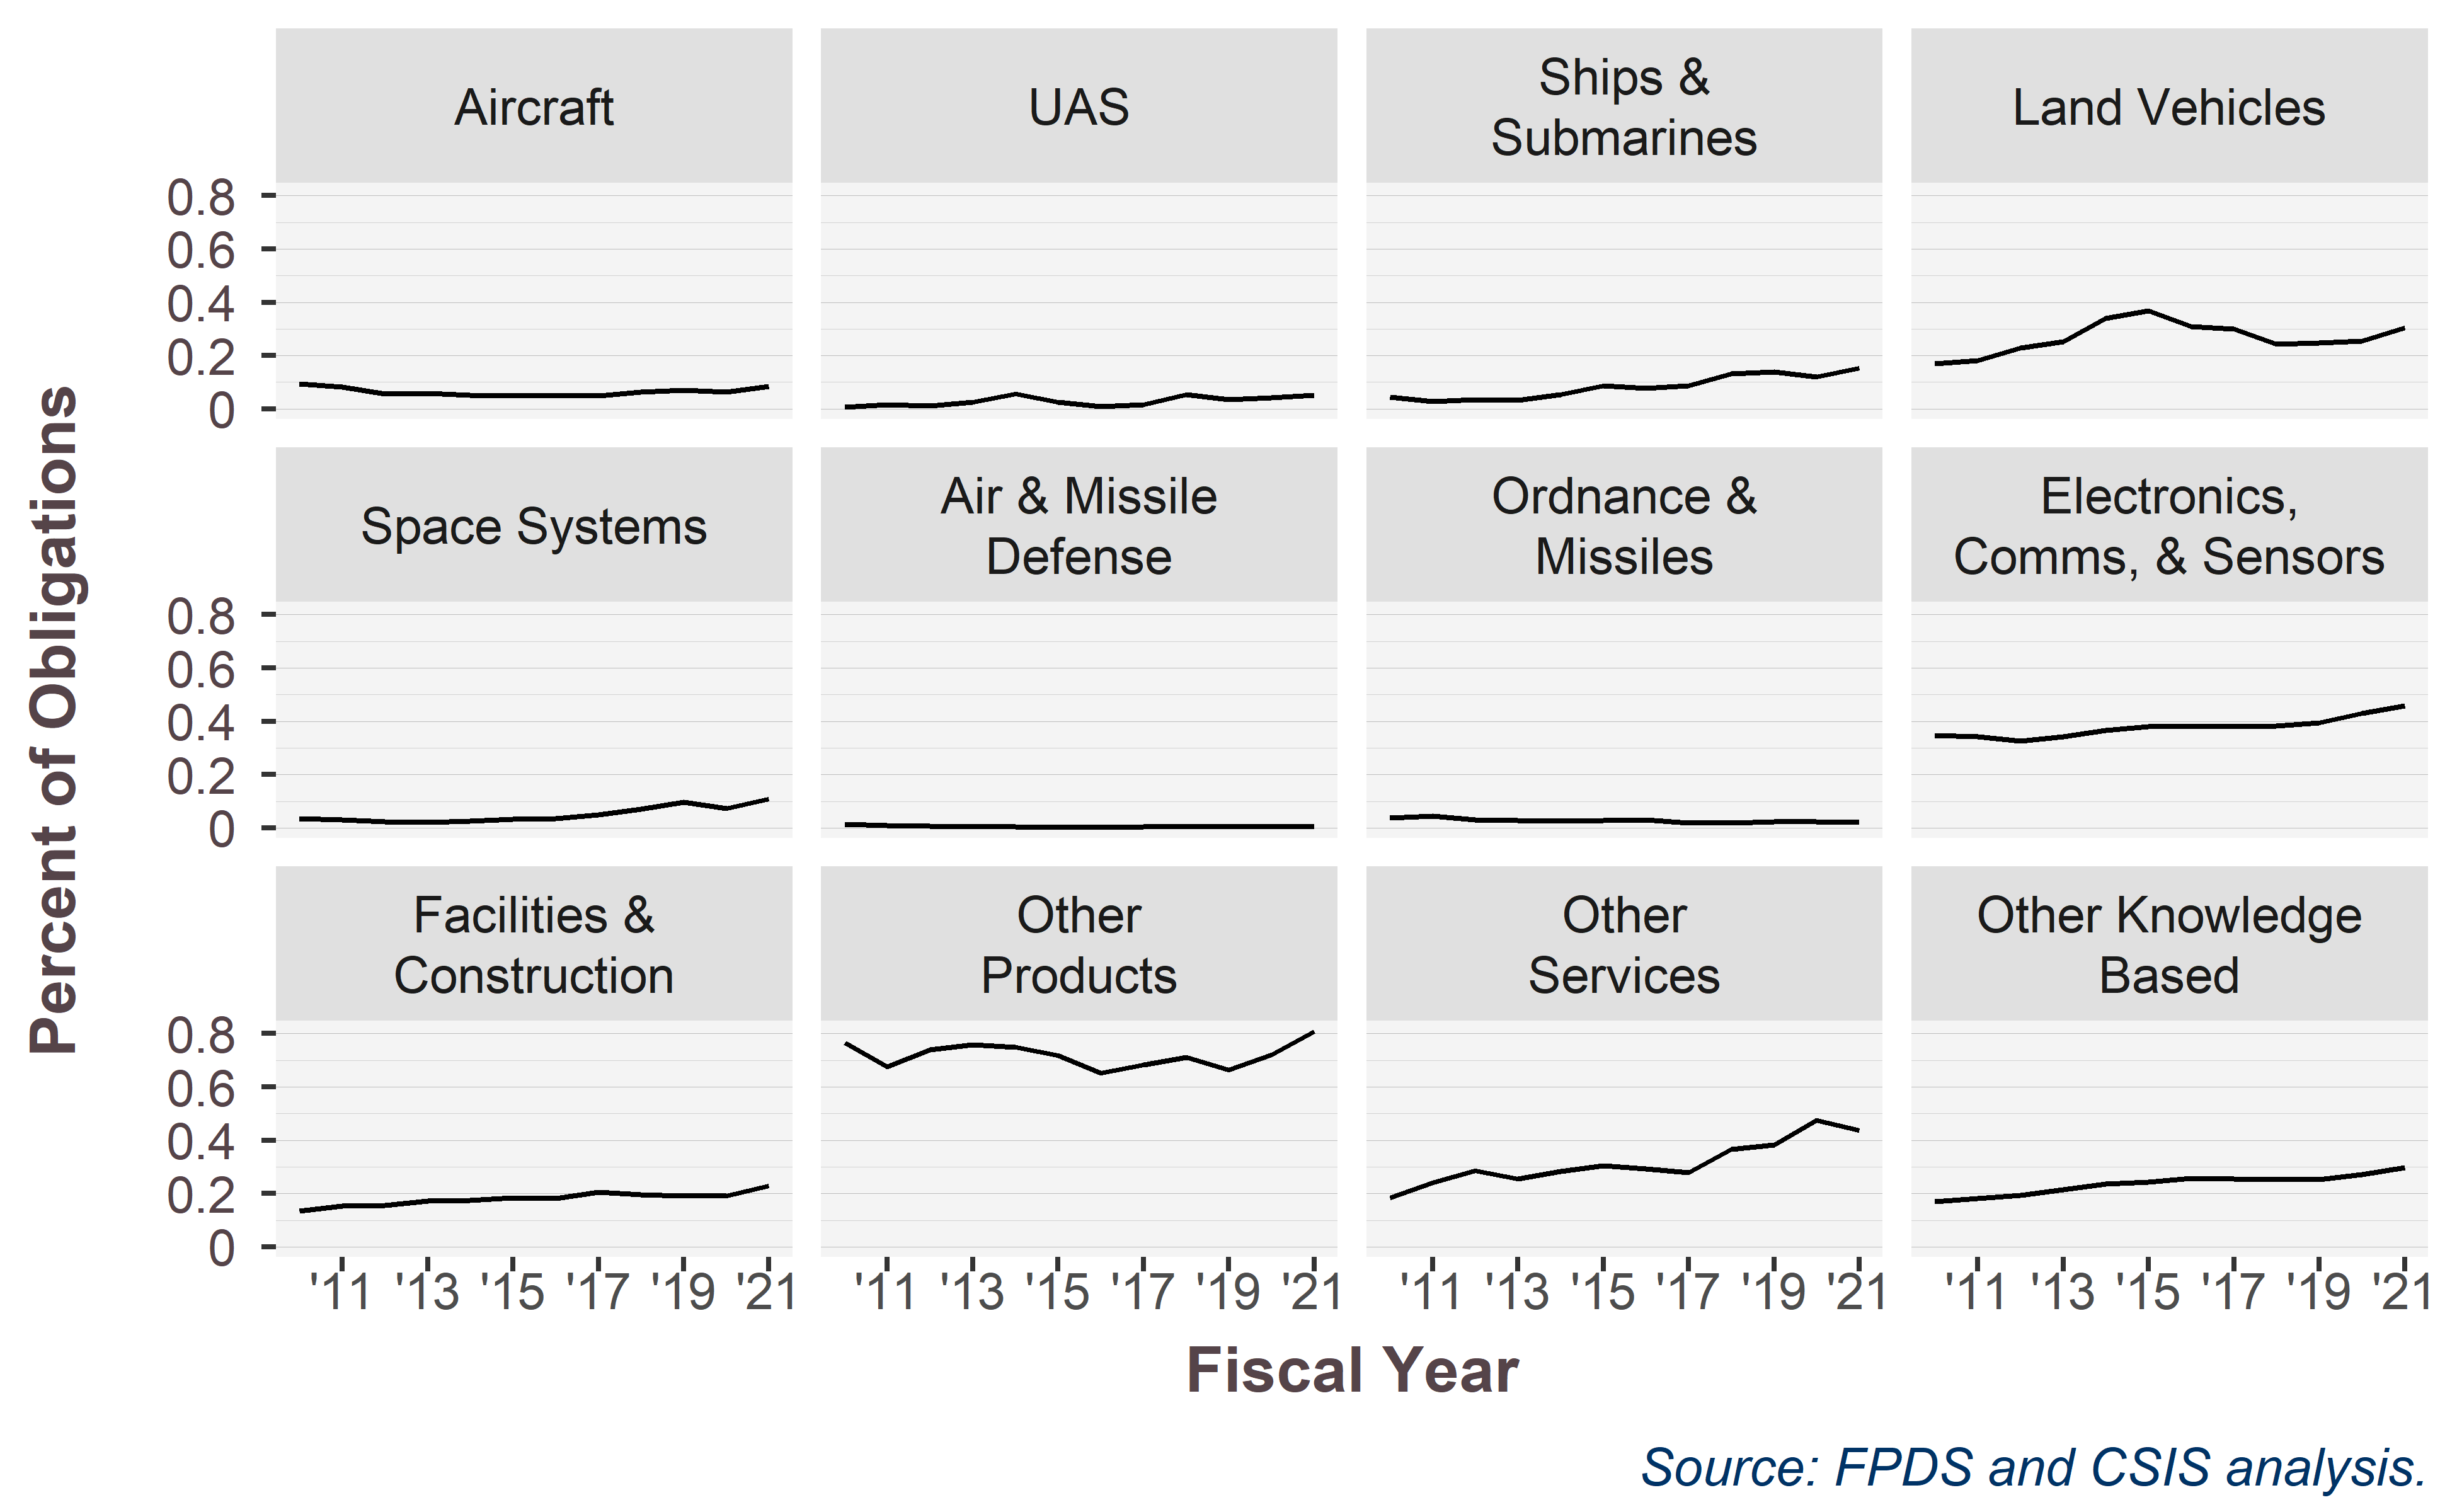 Aircraft
UAS
Ships &
Submarines
Land Vehicles
0.8
0.6
0.4
0.2
0
Space Systems
Air & Missile
Defense
Ordnance &
Missiles
Electronics,
Comms, & Sensors
0.8
0.6
0.4
0.2
0
Facilities &
Construction
Other
Products
Other
Services
Other Knowledge
Based
0.8
0.6
0.4
0.2
0
'11 '13 '15 '17 '19 '21
'11 '13 '15 '17 '19 '21
'11 '13 '15 '17 '19 '21
'11 '13 '15 '17 '19 '21
Percent of Obligations
Fiscal Year
Source: FPDS and CSIS analysis.